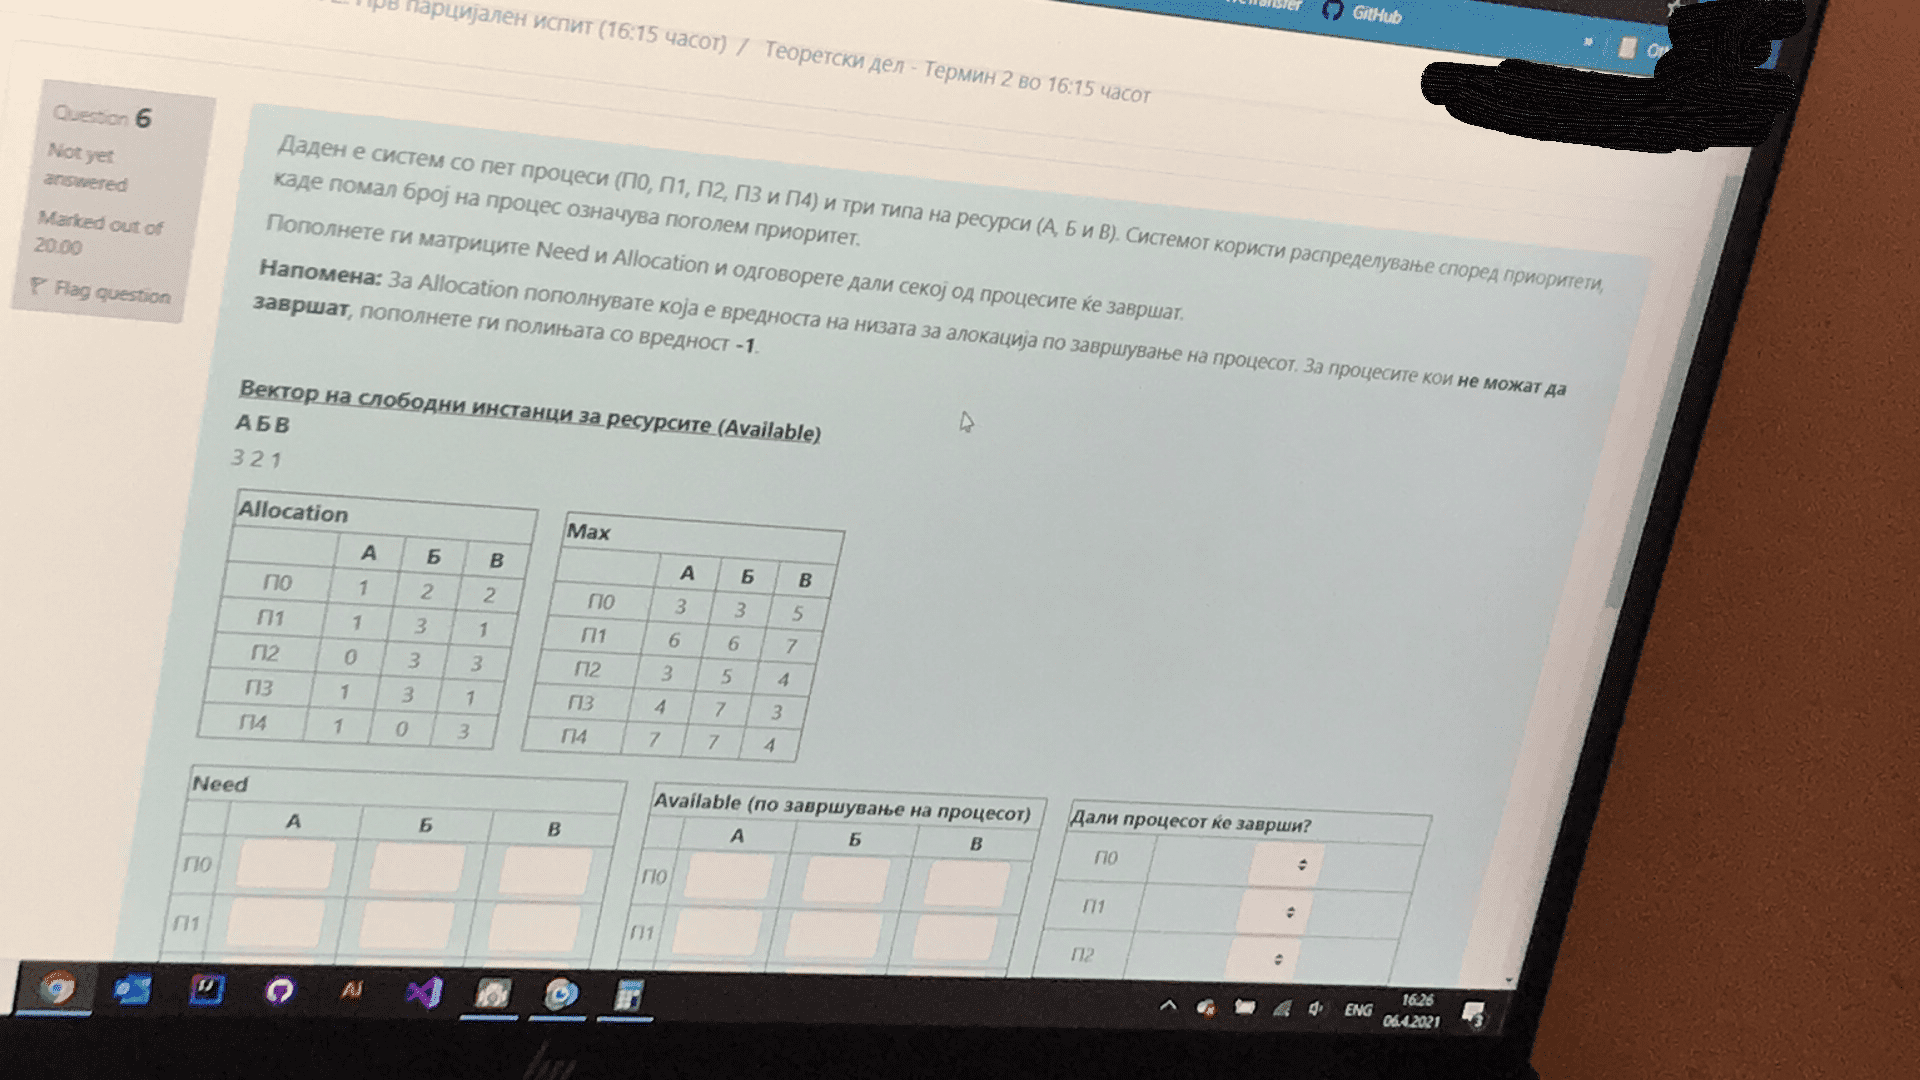 GitHub
парцијален испит (16:15 часот) / Теоретски дел - Термин 2 во 16:15 часот
Question 6
Not yet
answered
Marked out of
20.00
Flag question
Даден е систем со пет процеси (П0, П1, П2, П3 и П4) и три типа на ресурси (А, Б и В). Системот користи распределување според приоритети,
каде помал број на процес означува поголем приоритет.
Пополнете ги матриците Need и Allocation и одговорете дали секој од процесите ќе завршат.
Напомена: За Allocation пополнувате која е вредноста на низата за алокација по завршување на процесот. За процесите кои не можат да
завршат, пополнете ги полињата со вредност -1.
Вектор на слободни инстанци за ресурсите (Available)
А Б В
3 2 1
Allocation
А Б В
П0 1 2 2
П1 1 3 1
П2 0 3 3
П3 1 3 1
П4 1 0 3
Max
А Б В
П0 3 3 5
П1 6 6 7
П2 3 5 4
П3 4 7 3
П4 7 7 4
Need
А Б В
П0
П1
Available (по завршување на процесот)
А Б В
П0
П1
Дали процесот ќе заврши?
П0
П1
П2
Ai
ENG
16:26
06.4.2021
3
hp